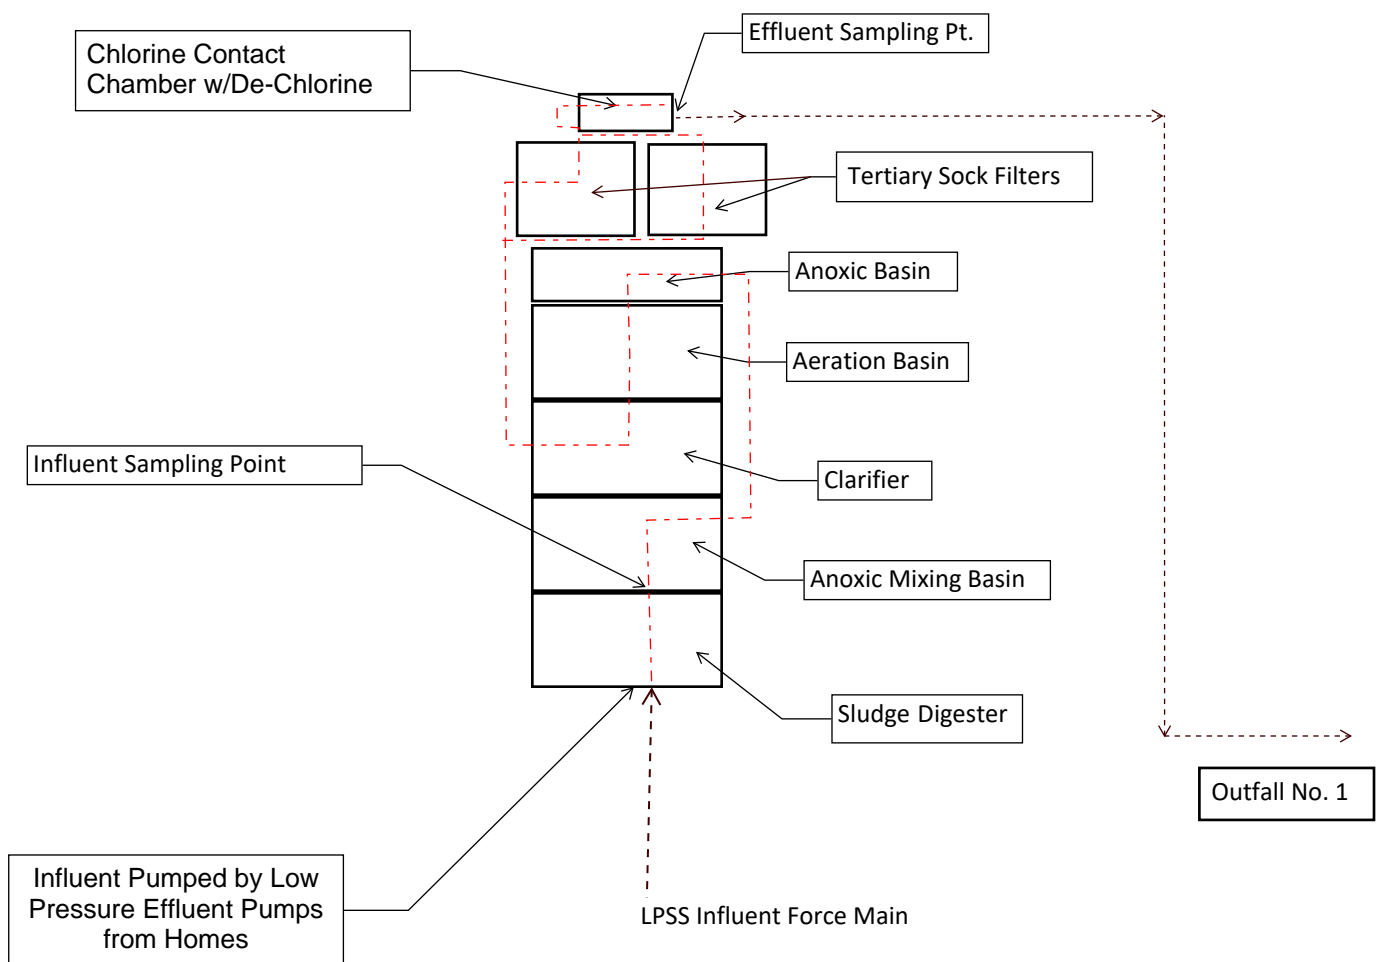 Effluent Sampling Pt.
Chlorine Contact
Chamber w/De-Chlorine
Tertiary Sock Filters
Anoxic Basin
Aeration Basin
Influent Sampling Point
Clarifier
Anoxic Mixing Basin
Sludge Digester
Outfall No. 1
Influent Pumped by Low
Pressure Effluent Pumps
from Homes
LPSS Influent Force Main